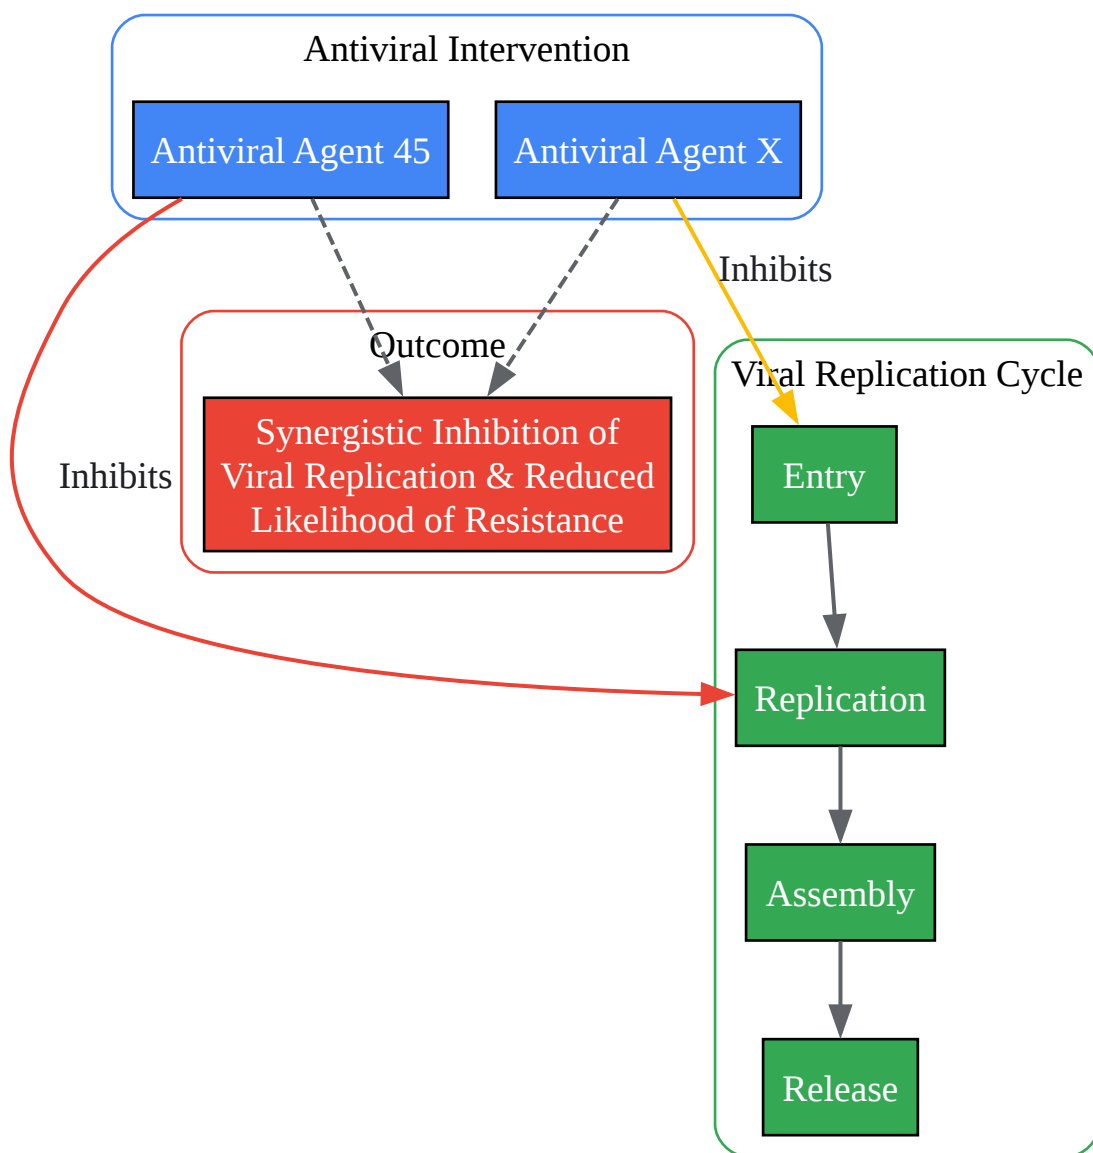 Antiviral Intervention
Antiviral Agent 45
Antiviral Agent X
Inhibits
Outcome
Viral Replication Cycle
Synergistic Inhibition of
Viral Replication & Reduced
Likelihood of Resistance
Inhibits
Entry
Replication
Assembly
Release